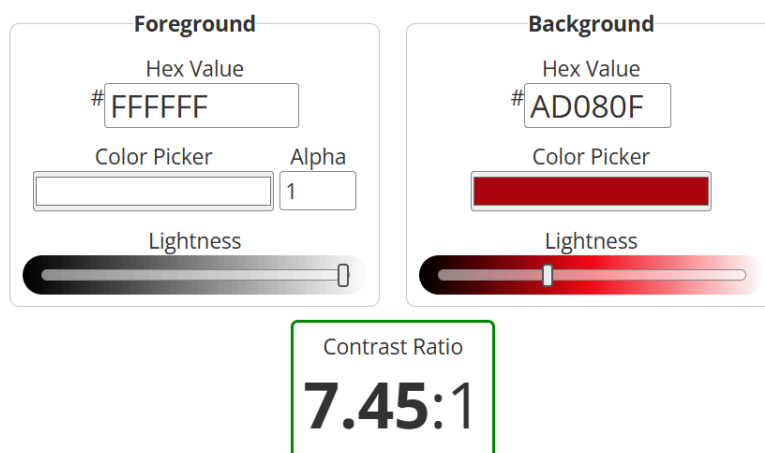 Foreground
Hex Value
# FFFFFF
Color Picker Alpha
1
Lightness
Background
Hex Value
# AD080F
Color Picker
Lightness
Contrast Ratio
7.45:1